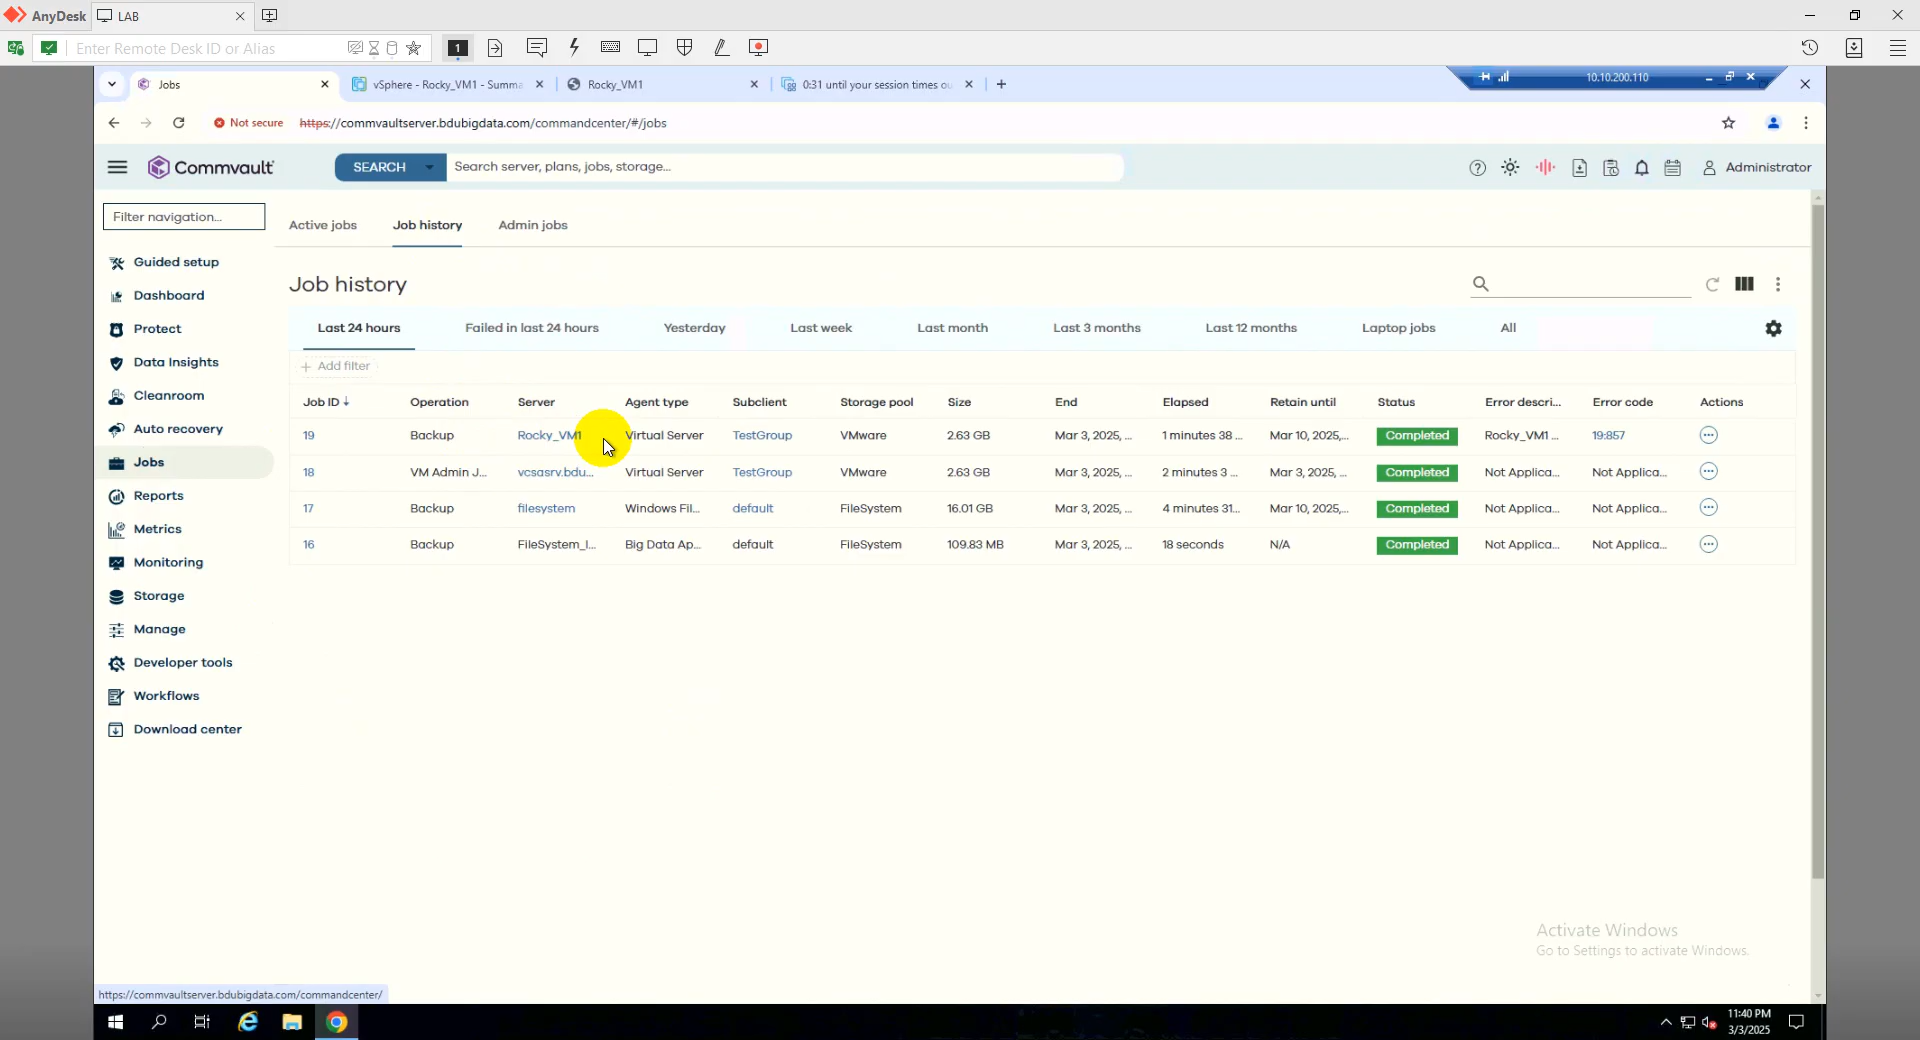 AnyDesk LAB
Enter Remote Desk ID or Alias 1
Jobs vSphere - Rocky_VM1 - Summa Rocky_VM1 0:31 until your session times ou 10.10.200.110
Not secure https://commvaultserver.bdubigdata.com/commandcenter/#/jobs
Commvault SEARCH Search server, plans, jobs, storage... Administrator
Filter navigation...
Guided setup
Dashboard
Protect
Data Insights
Cleanroom
Auto recovery
Jobs
Reports
Metrics
Monitoring
Storage
Manage
Developer tools
Workflows
Download center
Active jobs Job history Admin jobs
Job history
Last 24 hours Failed in last 24 hours Yesterday Last week Last month Last 3 months Last 12 months Laptop jobs All
+ Add filter
Job ID ↓ Operation Server Agent type Subclient Storage pool Size End Elapsed Retain until Status Error descri... Error code Actions
19 Backup Rocky_VM1 Virtual Server TestGroup VMware 2.63 GB Mar 3, 2025, ... 1 minutes 38 ... Mar 10, 2025,... Completed Rocky_VM1 ... 19:857
18 VM Admin J... vcsasrv.bdu... Virtual Server TestGroup VMware 2.63 GB Mar 3, 2025, ... 2 minutes 3 ... Mar 3, 2025, ... Completed Not Applica... Not Applica...
17 Backup filesystem Windows Fil... default FileSystem 16.01 GB Mar 3, 2025, ... 4 minutes 31... Mar 10, 2025,... Completed Not Applica... Not Applica...
16 Backup FileSystem_I... Big Data Ap... default FileSystem 109.83 MB Mar 3, 2025, ... 18 seconds N/A Completed Not Applica... Not Applica...
Activate Windows
Go to Settings to activate Windows.
https://commvaultserver.bdubigdata.com/commandcenter/
11:40 PM
3/3/2025